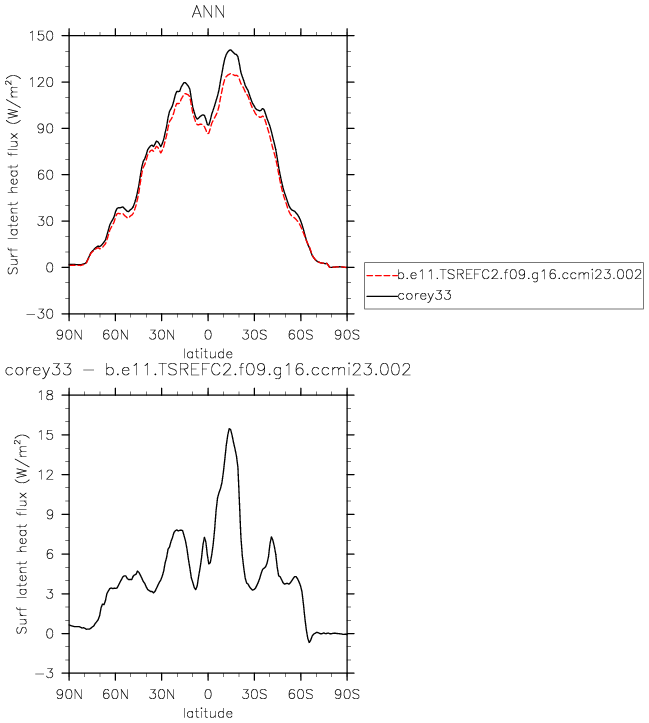 ANN
Surf latent heat flux (W/m²)
150
120
90
60
30
0
−30
90N 60N 30N 0 30S 60S 90S
latitude
b.e11.TSREFC2.f09.g16.ccmi23.002
corey33
corey33 − b.e11.TSREFC2.f09.g16.ccmi23.002
Surf latent heat flux (W/m²)
18
15
12
9
6
3
0
−3
90N 60N 30N 0 30S 60S 90S
latitude